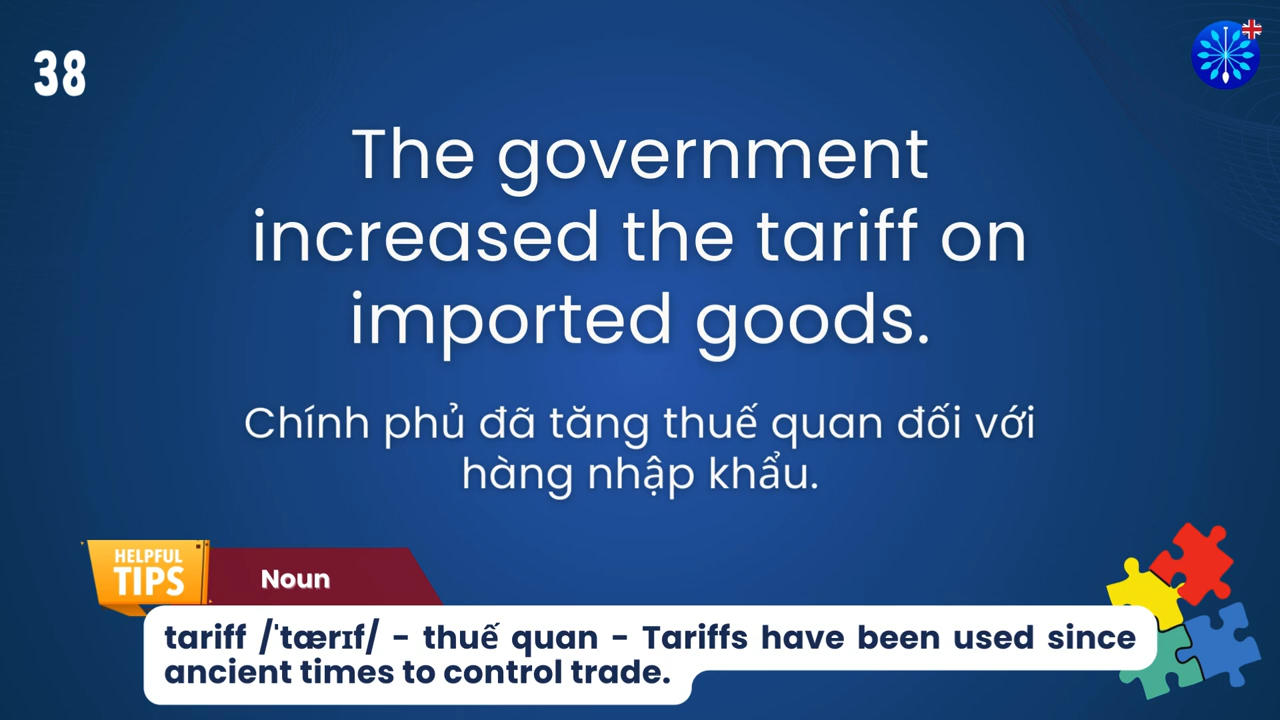 38
The government
increased the tariff on
imported goods.
Chính phủ đã tăng thuế quan đối với
hàng nhập khẩu.
HELPFUL
TIPS
Noun
tariff /ˈtærɪf/ - thuế quan - Tariffs have been used since
ancient times to control trade.